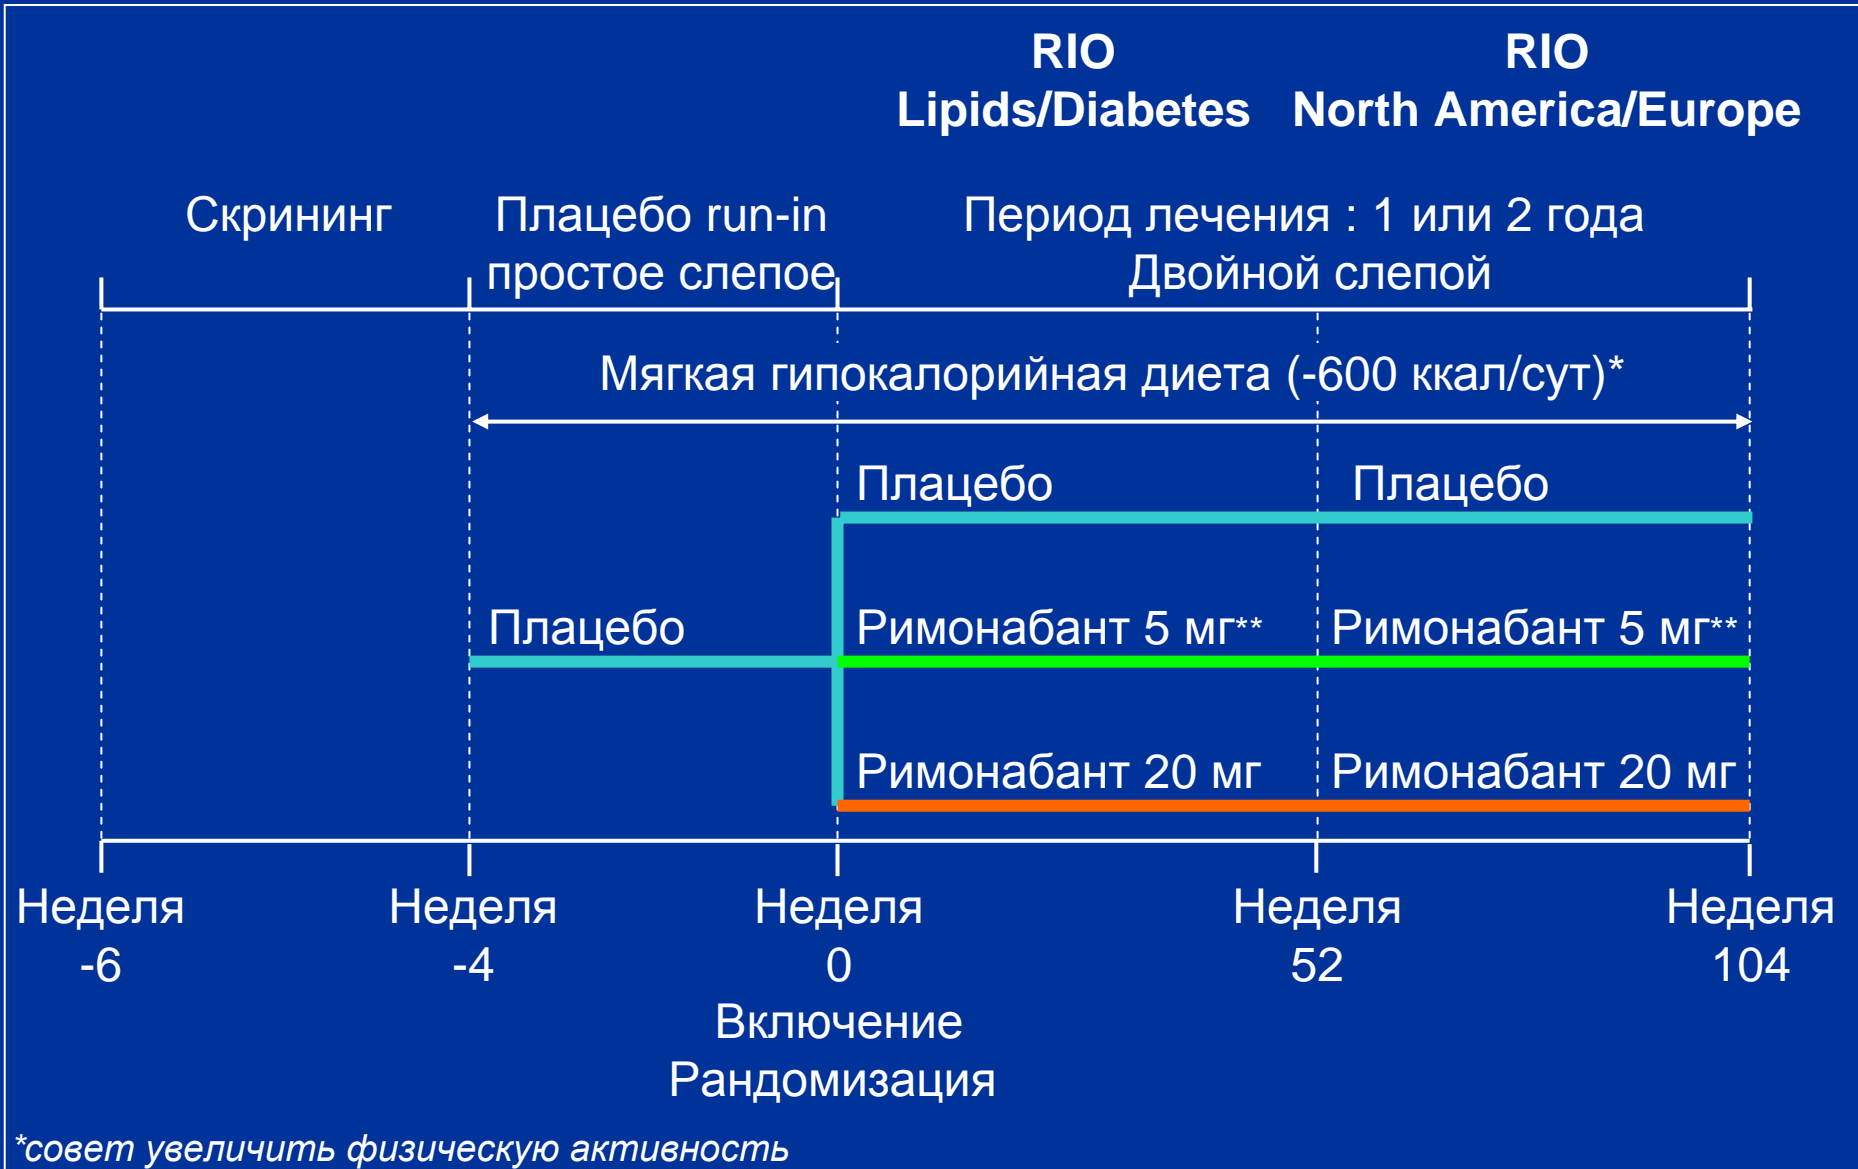 RIO
Lipids/Diabetes
RIO
North America/Europe
Скрининг
Плацебо run-in
простое слепое
Период лечения : 1 или 2 года
Двойной слепой
Мягкая гипокалорийная диета (-600 ккал/сут)*
Плацебо
Плацебо
Плацебо
Римонабант 5 мг**
Римонабант 5 мг**
Римонабант 20 мг
Римонабант 20 мг
Неделя
-6
Неделя
-4
Неделя
0
Включение
Рандомизация
Неделя
52
Неделя
104
*совет увеличить физическую активность